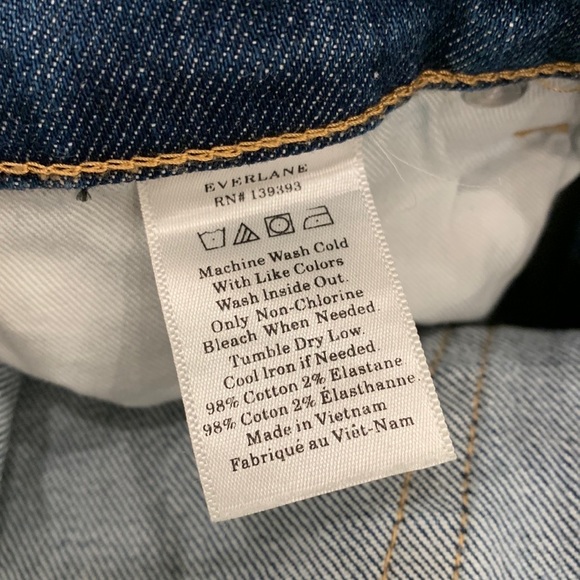 EVERLANE
RN# 139393
Machine Wash Cold
With Like Colors
Wash Inside Out.
Only Non-Chlorine
Bleach When Needed.
Tumble Dry Low.
Cool Iron if Needed.
98% Cotton 2% Elastane
98% Coton 2% Elasthanne
Made in Vietnam
Fabriqué au Viêt-Nam